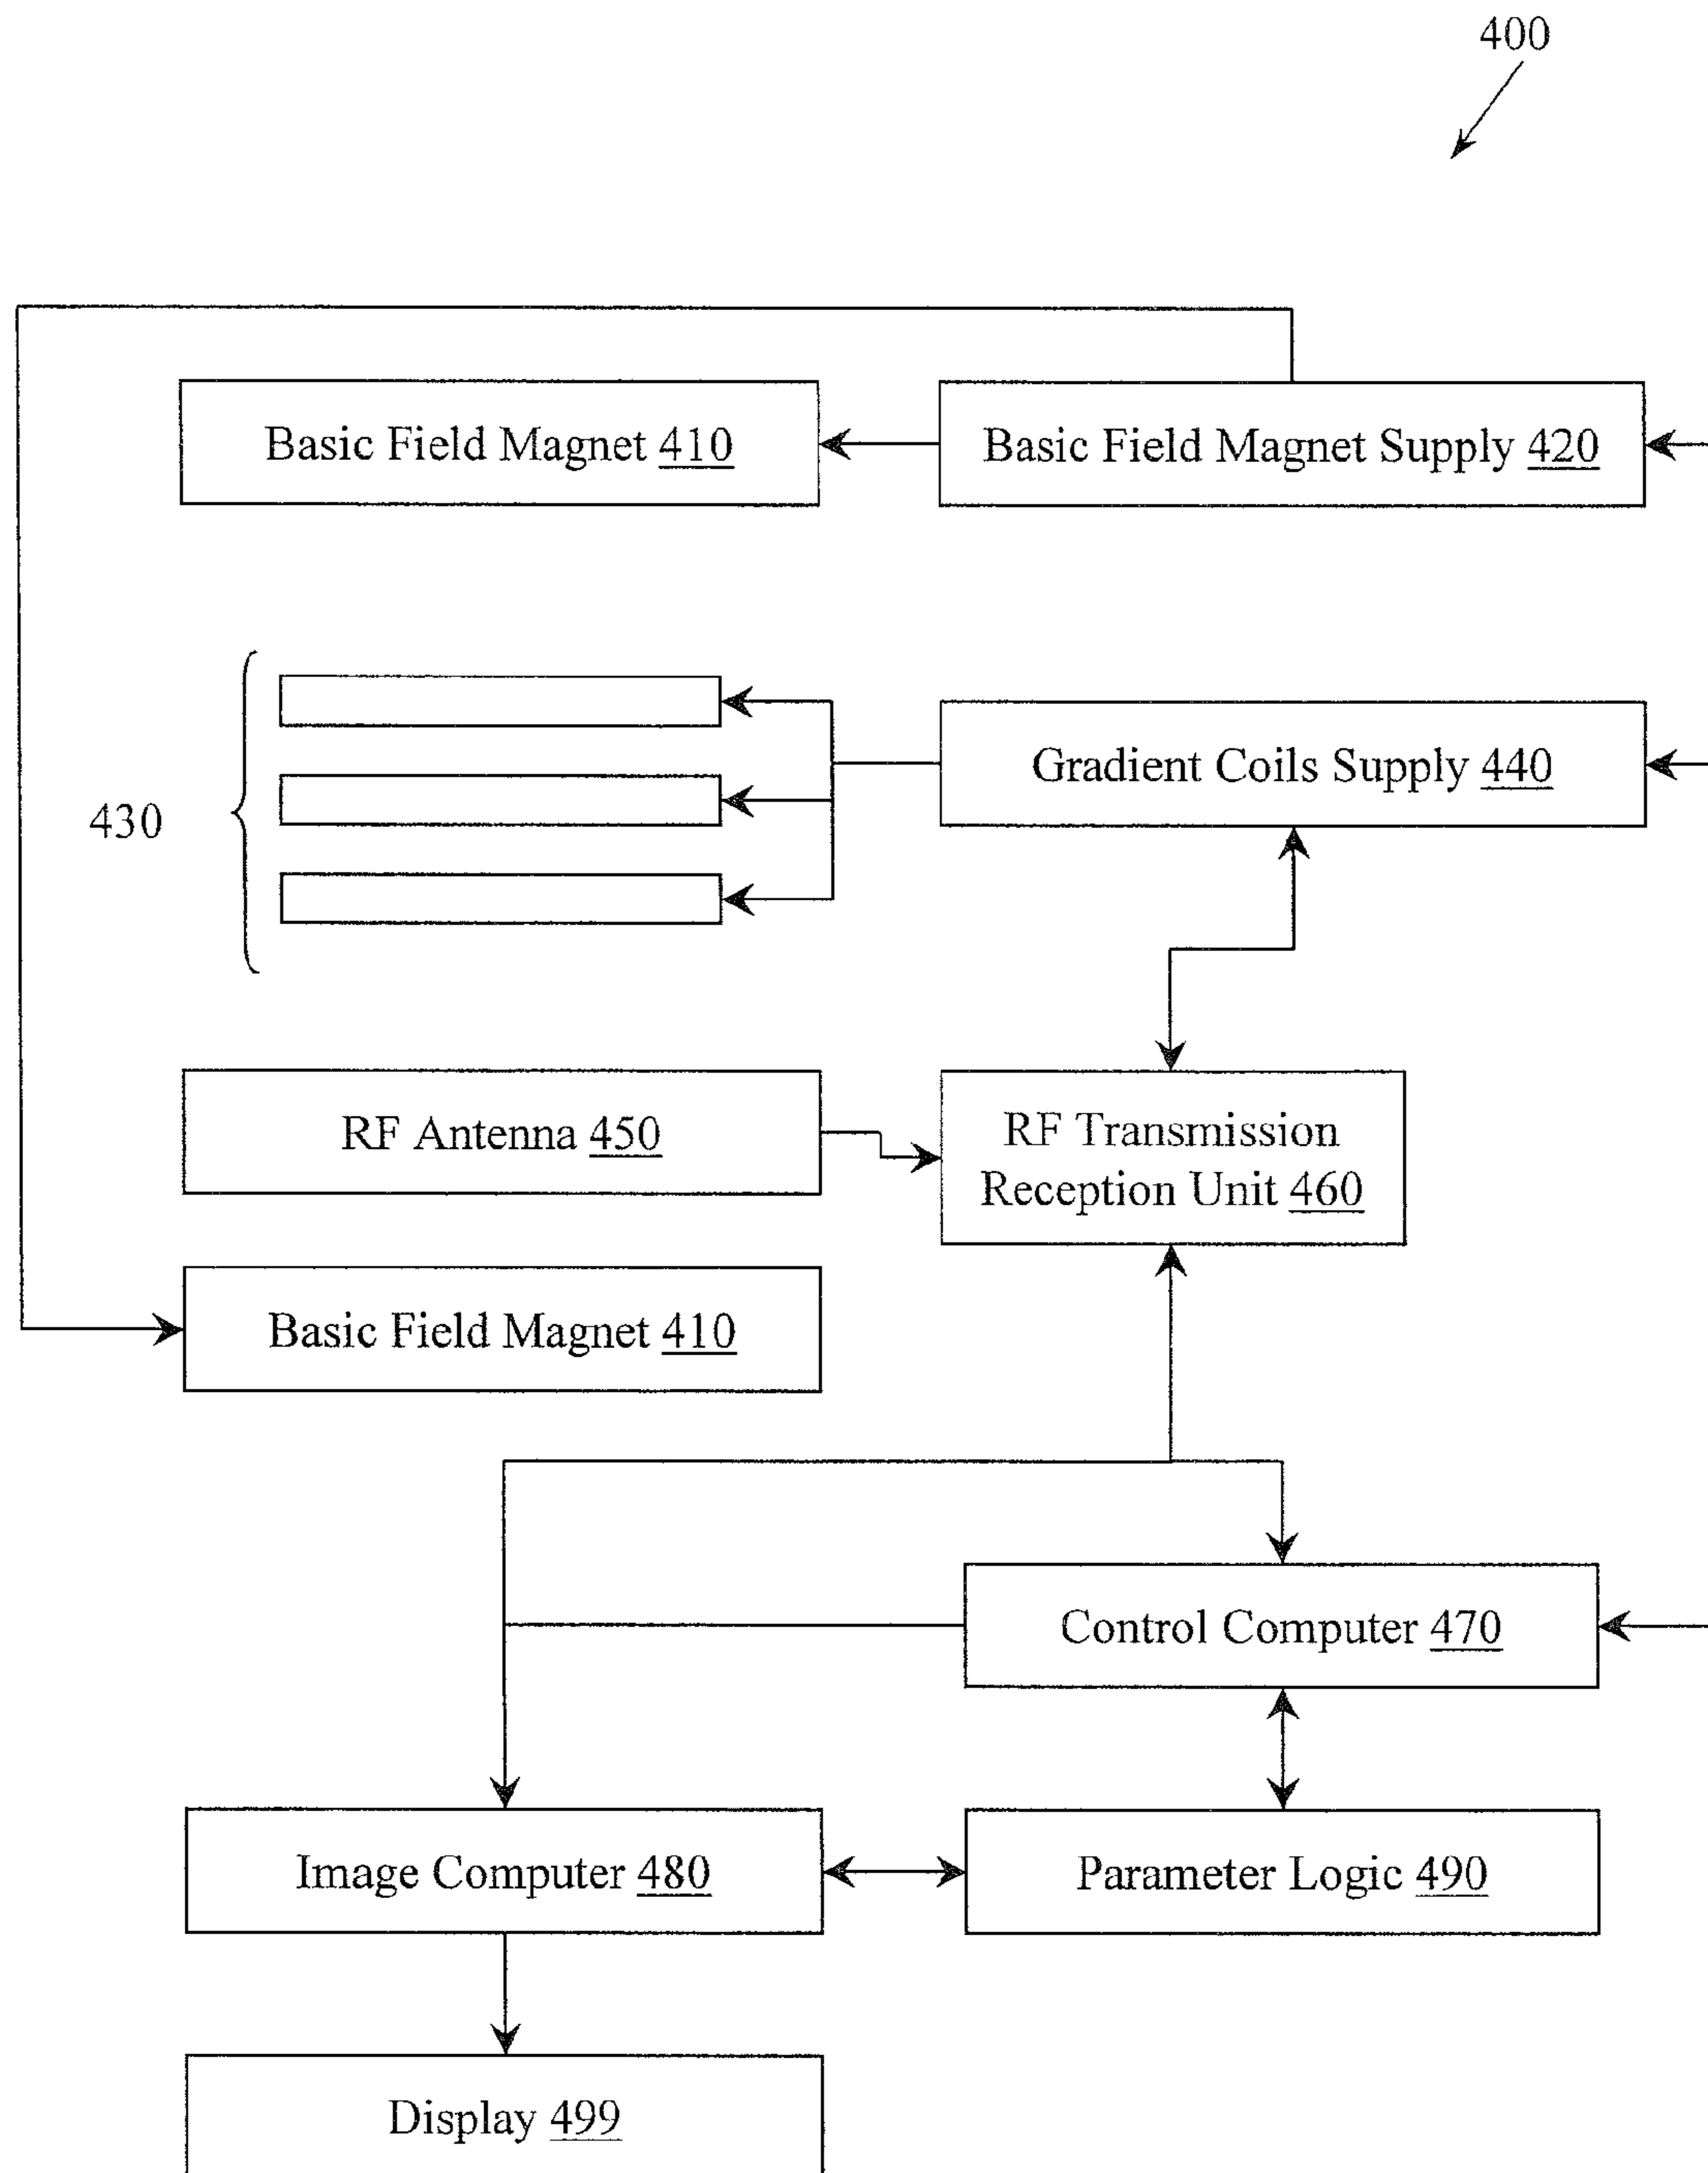 400
Basic Field Magnet 410
Basic Field Magnet Supply 420
430
Gradient Coils Supply 440
RF Antenna 450
RF Transmission
Reception Unit 460
Basic Field Magnet 410
Control Computer 470
Image Computer 480
Parameter Logic 490
Display 499